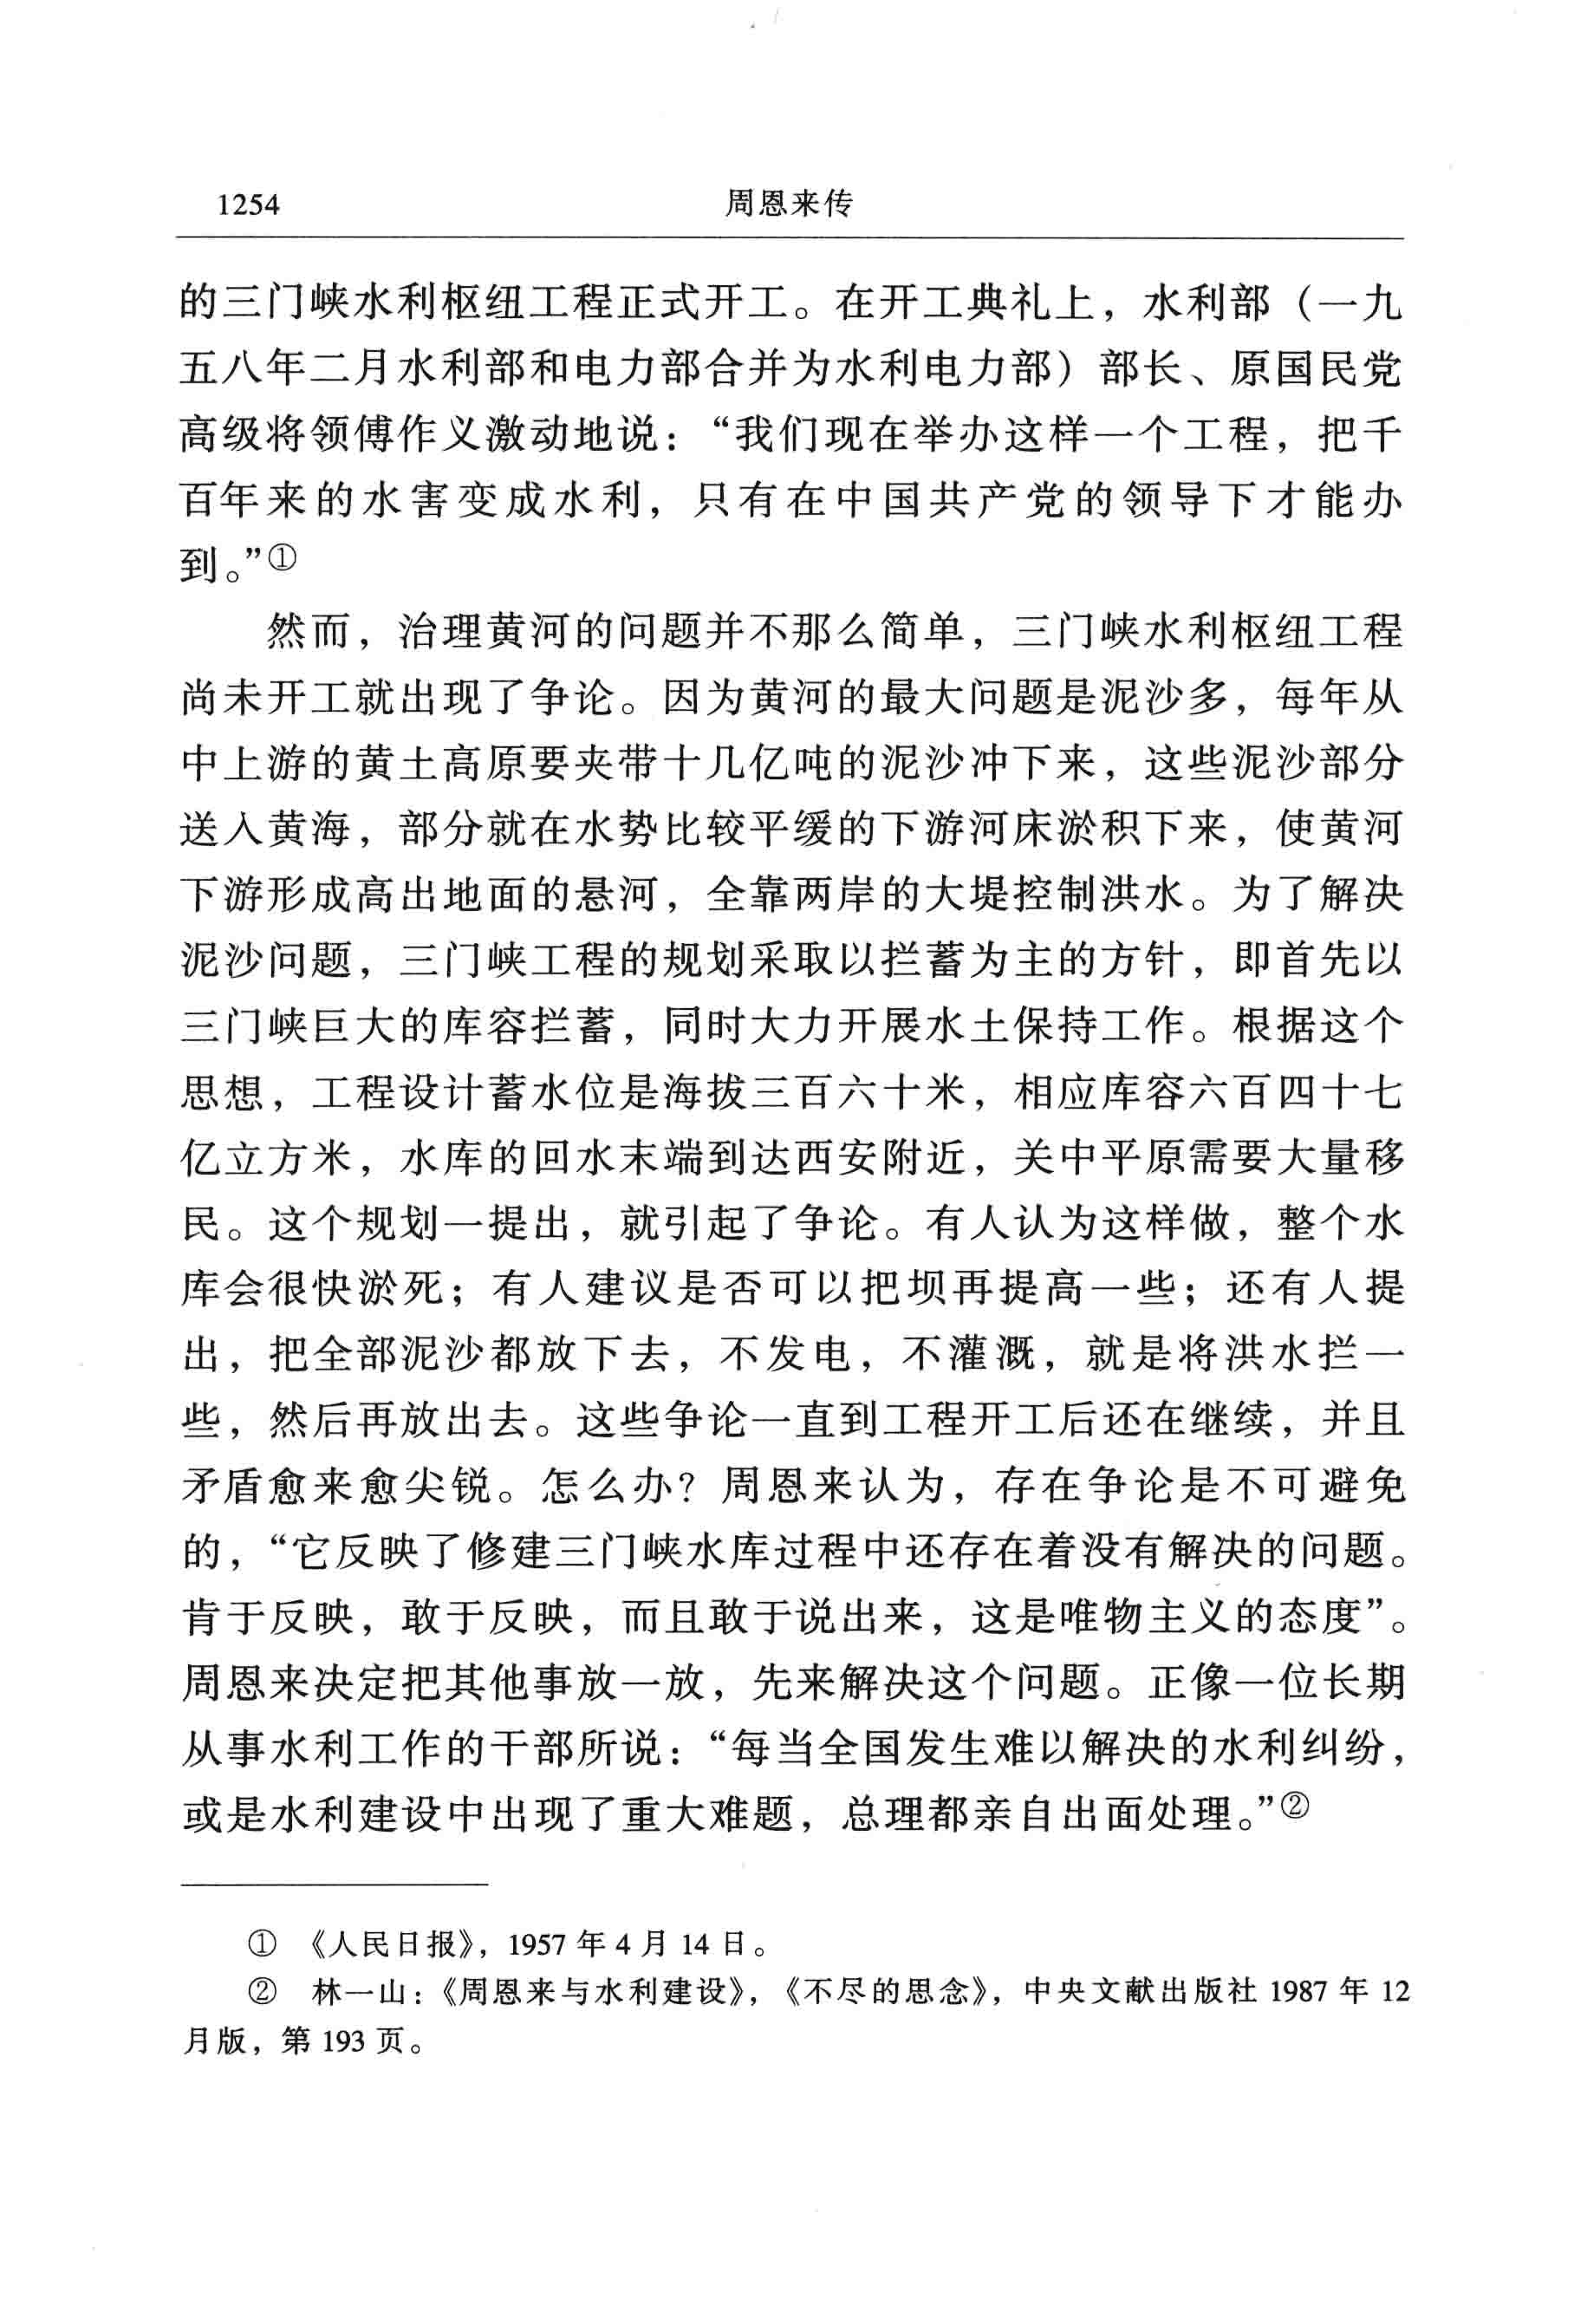 1254
周恩来传
的三门峡水利枢纽工程正式开工。在开工典礼上，水利部（一九
五八年二月水利部和电力部合并为水利电力部）部长、原国民党
高级将领傅作义激动地说：“我们现在举办这样一个工程，把千
百年来的水害变成水利，只有在中国共产党的领导下才能办
到。”①
然而，治理黄河的问题并不那么简单，三门峡水利枢纽工程
尚未开工就出现了争论。因为黄河的最大问题是泥沙多，每年从
中上游的黄土高原要夹带十几亿吨的泥沙冲下来，这些泥沙部分
送入黄海，部分就在水势比较平缓的下游河床淤积下来，使黄河
下游形成高出地面的悬河，全靠两岸的大堤控制洪水。为了解决
泥沙问题，三门峡工程的规划采取以拦蓄为主的方针，即首先以
三门峡巨大的库容拦蓄，同时大力开展水土保持工作。根据这个
思想，工程设计蓄水位是海拔三百六十米，相应库容六百四十七
亿立方米，水库的回水末端到达西安附近，关中平原需要大量移
民。这个规划一提出，就引起了争论。有人认为这样做，整个水
库会很快淤死；有人建议是否可以把坝再提高一些；还有人提
出，把全部泥沙都放下去，不发电，不灌溉，就是将洪水拦一
些，然后再放出去。这些争论一直到工程开工后还在继续，并且
矛盾愈来愈尖锐。怎么办？周恩来认为，存在争论是不可避免
的，“它反映了修建三门峡水库过程中还存在着没有解决的问题。
肯于反映，敢于反映，而且敢于说出来，这是唯物主义的态度”。
周恩来决定把其他事放一放，先来解决这个问题。正像一位长期
从事水利工作的干部所说：“每当全国发生难以解决的水利纠纷，
或是水利建设中出现了重大难题，总理都亲自出面处理。”②
① 《人民日报》，1957 年 4 月 14 日。
② 林一山：《周恩来与水利建设》，《不尽的思念》，中央文献出版社 1987 年 12
月版，第 193 页。